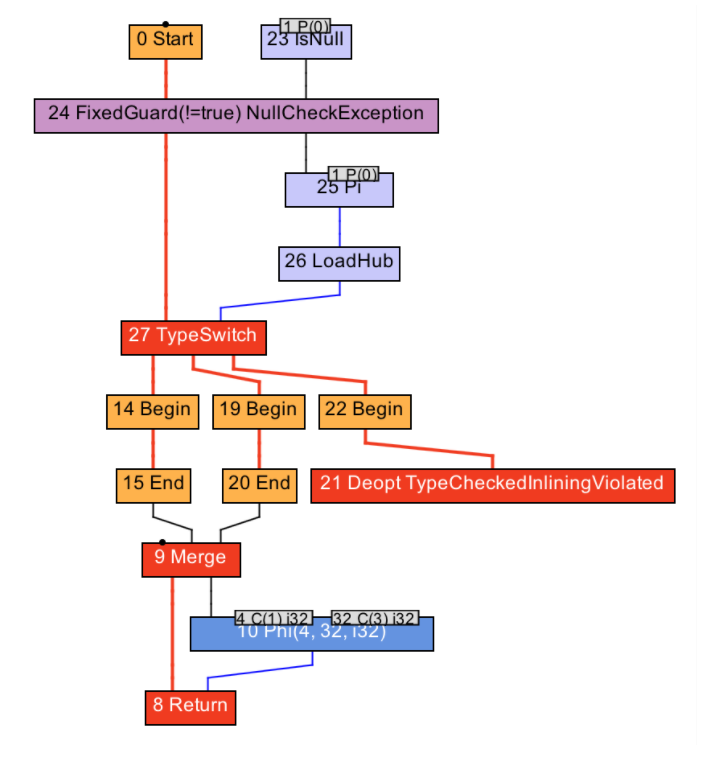 0 Start
1 P(0)
23 IsNull
24 FixedGuard(!=true) NullCheckException
1 P(0)
25 Pi
26 LoadHub
27 TypeSwitch
14 Begin
19 Begin
22 Begin
15 End
20 End
21 Deopt TypeCheckedInliningViolated
9 Merge
4 C(1) i32
32 C(3) i32
10 Phi(4, 32, i32)
8 Return